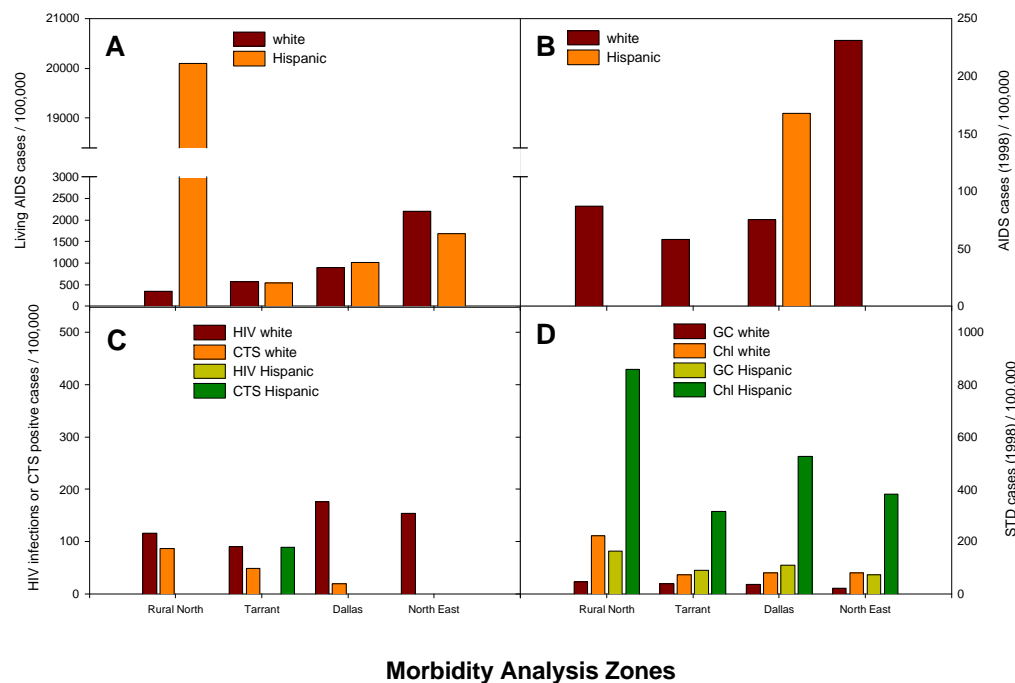 A
white
Hispanic
21000
20000
19000
3000
2500
2000
1500
1000
500
0
Living AIDS cases / 100,000
B
white
Hispanic
250
200
150
100
50
0
AIDS cases (1998) / 100,000
C
HIV white
CTS white
HIV Hispanic
CTS Hispanic
500
400
300
200
100
0
HIV infections or CTS positve cases / 100,000
Rural North Tarrant Dallas North East
D
GC white
Chl white
GC Hispanic
Chl Hispanic
1000
800
600
400
200
0
STD cases (1998) / 100,000
Rural North Tarrant Dallas North East
Morbidity Analysis Zones